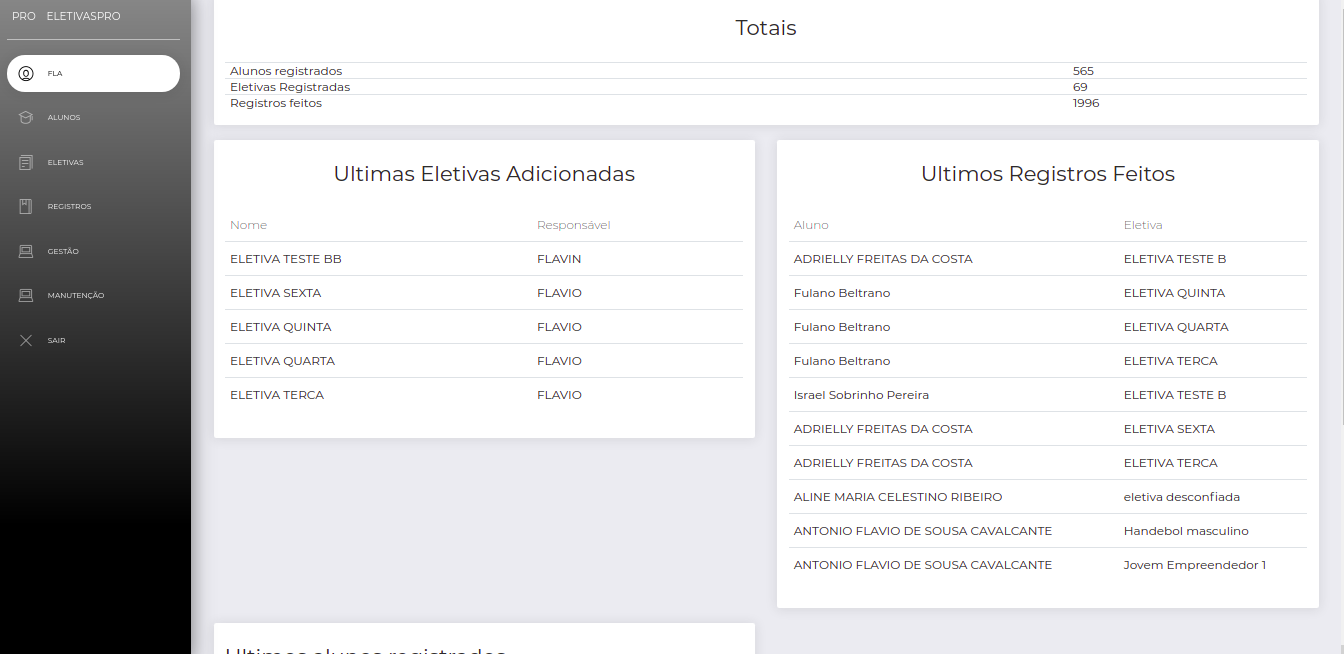 PRO ELETIVASPRO
FLA
ALUNOS
ELETIVAS
REGISTROS
GESTÃO
MANUTENÇÃO
SAIR
Totais
Alunos registrados 565
Eletivas Registradas 69
Registros feitos 1996
Ultimas Eletivas Adicionadas
Nome Responsável
ELETIVA TESTE BB FLAVIN
ELETIVA SEXTA FLAVIO
ELETIVA QUINTA FLAVIO
ELETIVA QUARTA FLAVIO
ELETIVA TERCA FLAVIO
Ultimos Registros Feitos
Aluno Eletiva
ADRIELLY FREITAS DA COSTA ELETIVA TESTE B
Fulano Beltrano ELETIVA QUINTA
Fulano Beltrano ELETIVA QUARTA
Fulano Beltrano ELETIVA TERCA
Israel Sobrinho Pereira ELETIVA TESTE B
ADRIELLY FREITAS DA COSTA ELETIVA SEXTA
ADRIELLY FREITAS DA COSTA ELETIVA TERCA
ALINE MARIA CELESTINO RIBEIRO eletiva desconfiada
ANTONIO FLAVIO DE SOUSA CAVALCANTE Handebol masculino
ANTONIO FLAVIO DE SOUSA CAVALCANTE Jovem Empreendedor 1
Ultimos alunos registrados